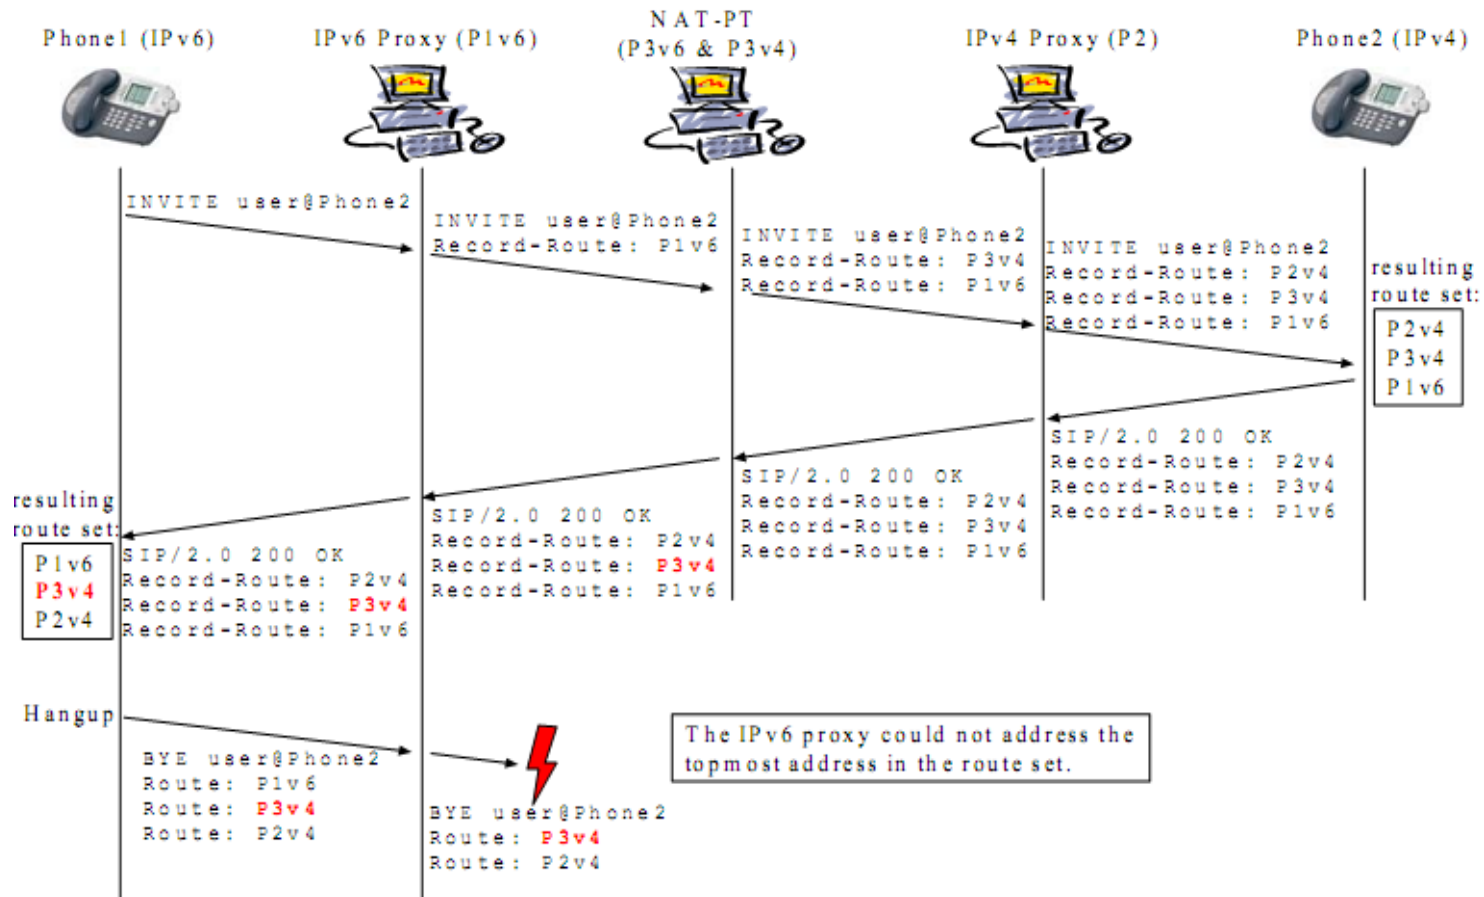 Phone1 (IPv6)
IPv6 Proxy (P1v6)
NAT-PT
(P3v6 & P3v4)
IPv4 Proxy (P2)
Phone2 (IPv4)
INVITE user@Phone2
INVITE user@Phone2
Record-Route: P1v6
INVITE user@Phone2
Record-Route: P3v4
Record-Route: P1v6
INVITE user@Phone2
Record-Route: P2v4
Record-Route: P3v4
Record-Route: P1v6
resulting
route set:
P2v4
P3v4
P1v6
SIP/2.0 200 OK
Record-Route: P2v4
Record-Route: P3v4
Record-Route: P1v6
SIP/2.0 200 OK
Record-Route: P2v4
Record-Route: P3v4
Record-Route: P1v6
SIP/2.0 200 OK
Record-Route: P2v4
Record-Route: P3v4
Record-Route: P1v6
SIP/2.0 200 OK
Record-Route: P2v4
Record-Route: P3v4
Record-Route: P1v6
resulting
route set:
P1v6
P3v4
P2v4
Hangup
BYE user@Phone2
Route: P1v6
Route: P3v4
Route: P2v4
BYE user@Phone2
Route: P3v4
Route: P2v4
The IPv6 proxy could not address the
topmost address in the route set.